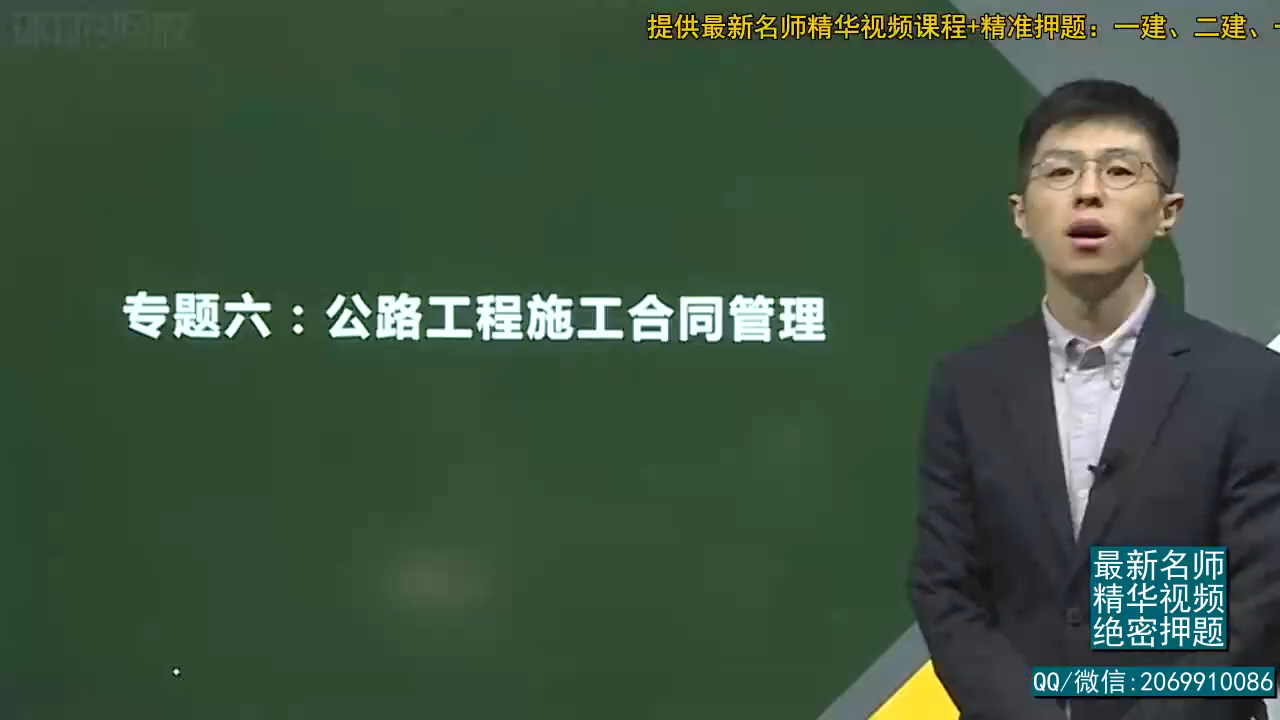 提供最新名师精华视频课程+精准押题：一建、二建、
专题六：公路工程施工合同管理
最新名师
精华视频
绝密押题
QQ/微信:2069910086